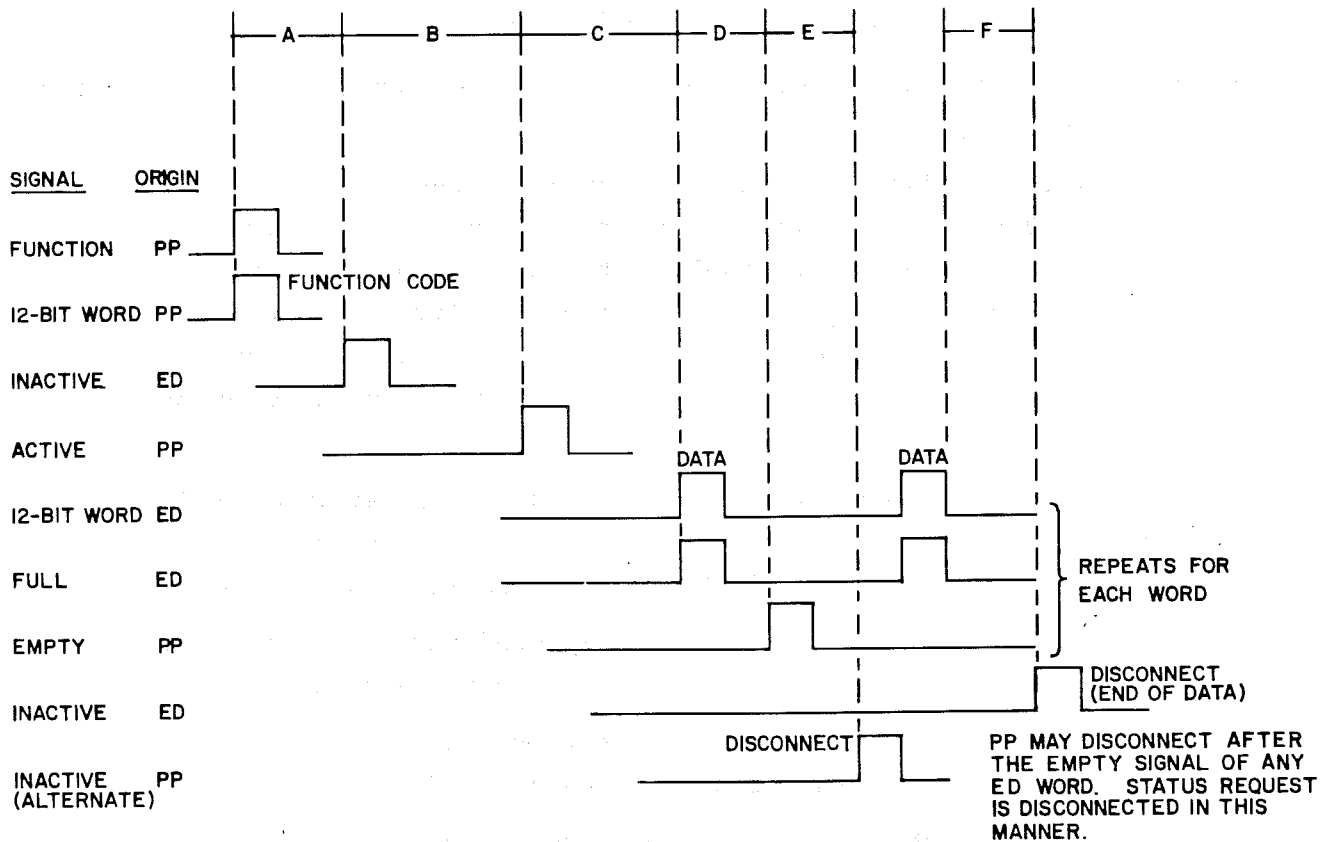 A B C D E F
SIGNAL ORIGIN
FUNCTION PP
FUNCTION CODE
12-BIT WORD PP
INACTIVE ED
ACTIVE PP
DATA DATA
12-BIT WORD ED
FULL ED
REPEATS FOR
EACH WORD
EMPTY PP
DISCONNECT
(END OF DATA)
INACTIVE ED
DISCONNECT
INACTIVE PP
(ALTERNATE)
PP MAY DISCONNECT AFTER
THE EMPTY SIGNAL OF ANY
ED WORD. STATUS REQUEST
IS DISCONNECTED IN THIS
MANNER.